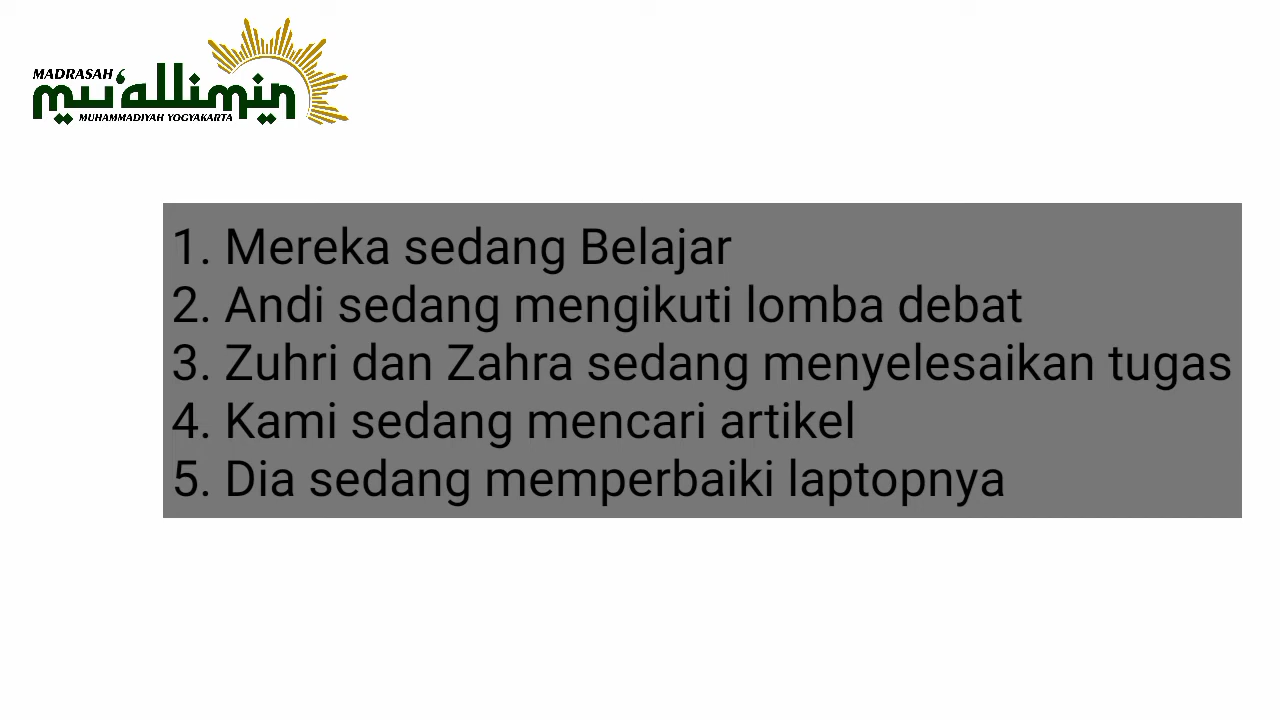 MADRASAH
mu'allimin
MUHAMMADIYAH YOGYAKARTA
1. Mereka sedang Belajar
2. Andi sedang mengikuti lomba debat
3. Zuhri dan Zahra sedang menyelesaikan tugas
4. Kami sedang mencari artikel
5. Dia sedang memperbaiki laptopnya